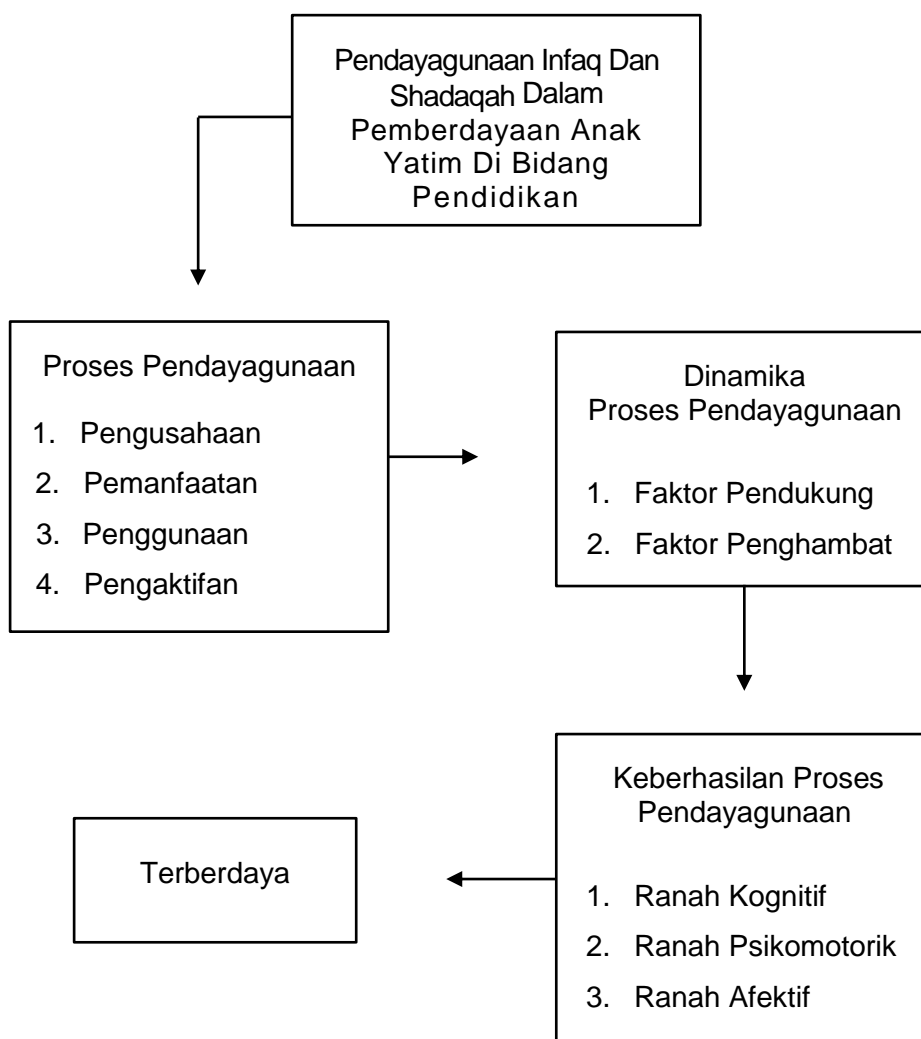 Pendayagunaan Infaq Dan
Shadaqah Dalam
Pemberdayaan Anak
Yatim Di Bidang
Pendidikan
Proses Pendayagunaan
1. Pengusahaan
2. Pemanfaatan
3. Penggunaan
4. Pengaktifan
Dinamika
Proses Pendayagunaan
1. Faktor Pendukung
2. Faktor Penghambat
Keberhasilan Proses
Pendayagunaan
1. Ranah Kognitif
2. Ranah Psikomotorik
3. Ranah Afektif
Terberdaya